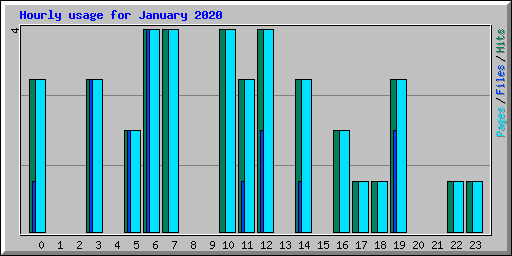 Hourly usage for January 2020
4
Pages/Files/Hits
0 1 2 3 4 5 6 7 8 9 10 11 12 13 14 15 16 17 18 19 20 21 22 23